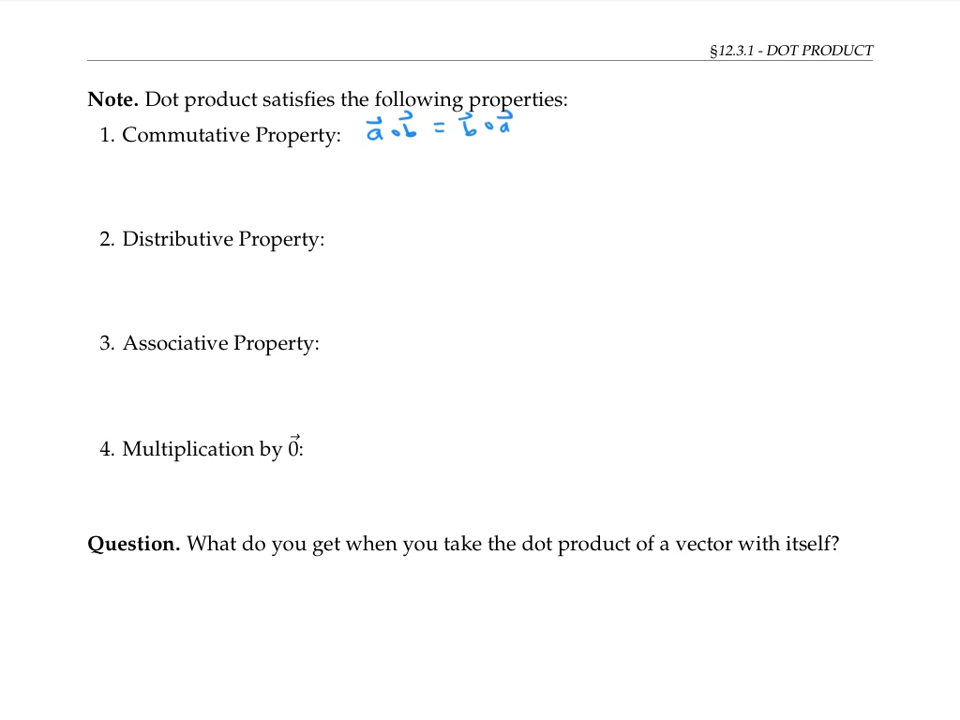 §12.3.1 - DOT PRODUCT
Note. Dot product satisfies the following properties:
1. Commutative Property: a⃗ ∘ b⃗ = b⃗ ∘ a⃗
2. Distributive Property:
3. Associative Property:
4. Multiplication by 0⃗:
Question. What do you get when you take the dot product of a vector with itself?